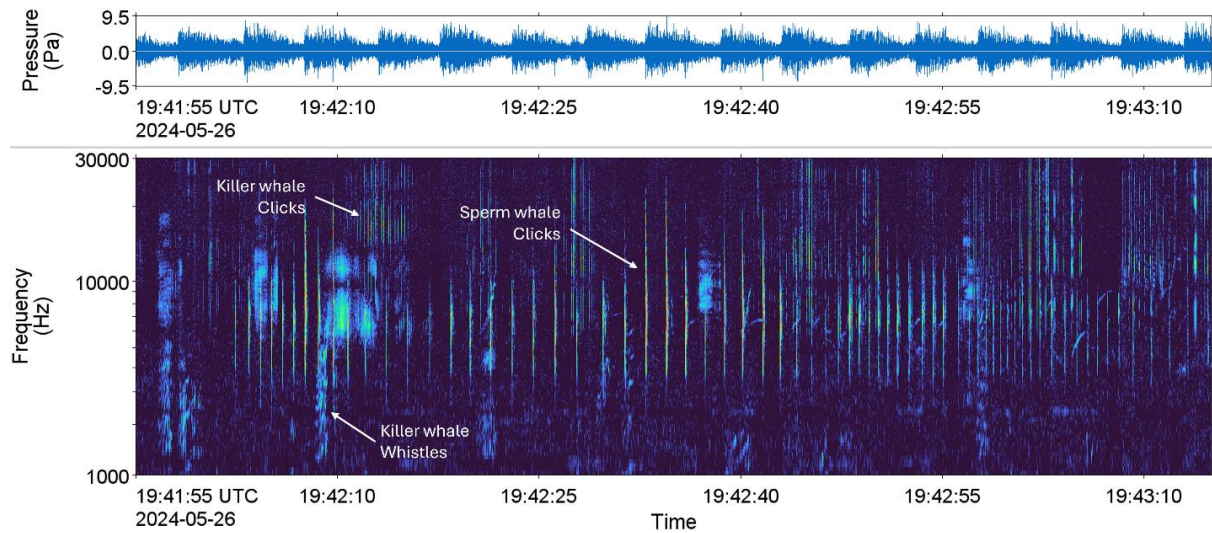 Pressure
(Pa)
9.5
0.0
-9.5
19:41:55 UTC
2024-05-26
19:42:10
19:42:25
19:42:40
19:42:55
19:43:10
Frequency
(Hz)
30000
10000
1000
Killer whale
Clicks
Sperm whale
Clicks
Killer whale
Whistles
19:41:55 UTC
2024-05-26
19:42:10
19:42:25
19:42:40
19:42:55
19:43:10
Time